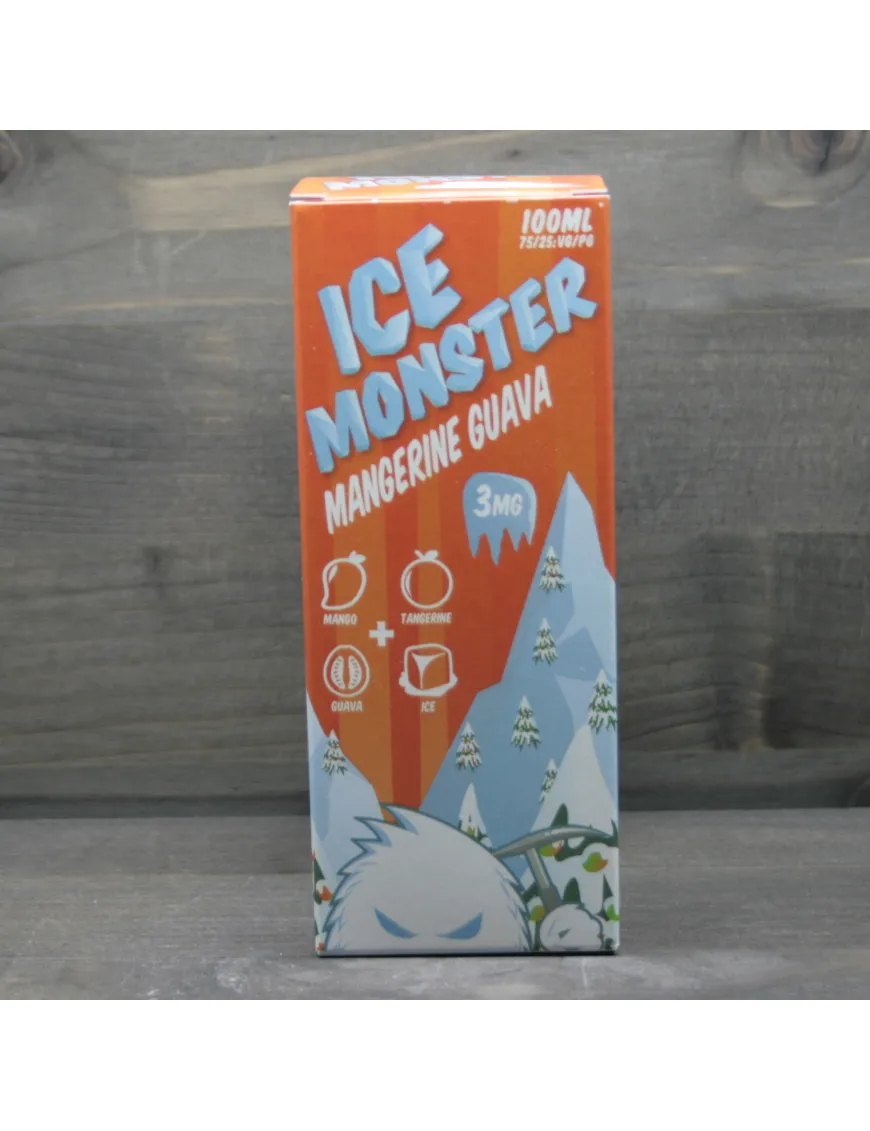 100ML
75/25:VG/PG
ICE
MONSTER
MANGERINE GUAVA
3MG
MANGO
TANGERINE
+
GUAVA
ICE